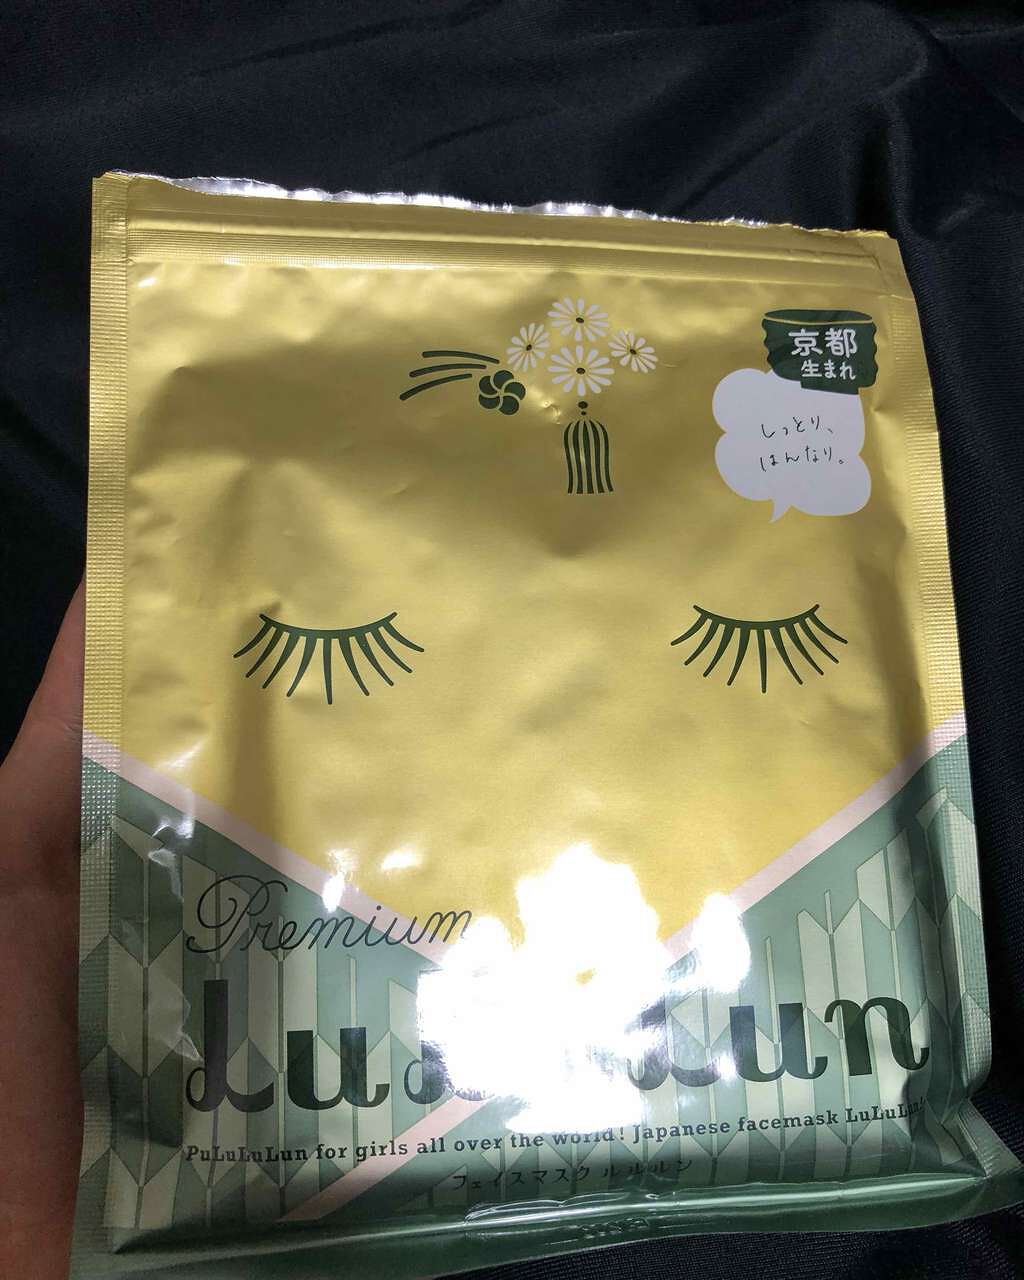 京都
生まれ
しっとり、
はんなり。
Premium
LuLuLun
PuLuLuLun for girls all over the world! Japanese facemask LuLuLun!
フェイスマスク ルルルン